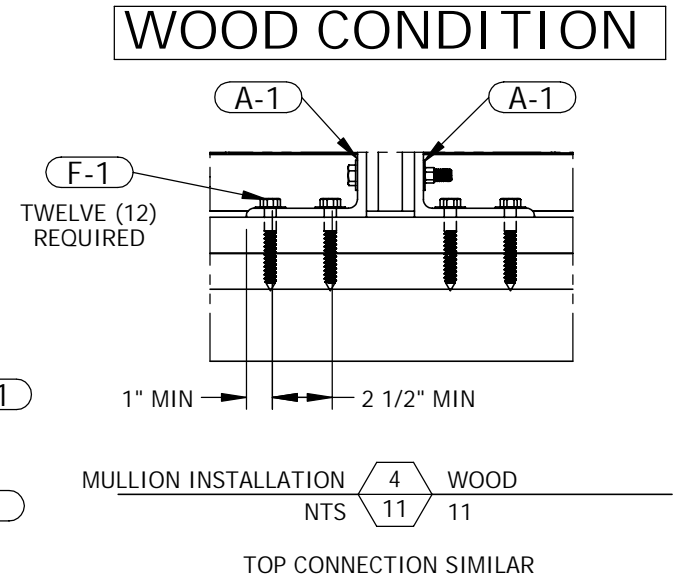 WOOD CONDITION
A-1 A-1
F-1
TWELVE (12)
REQUIRED
1
1" MIN 2 1/2" MIN
MULLION INSTALLATION 4 WOOD
NTS 11 11
TOP CONNECTION SIMILAR